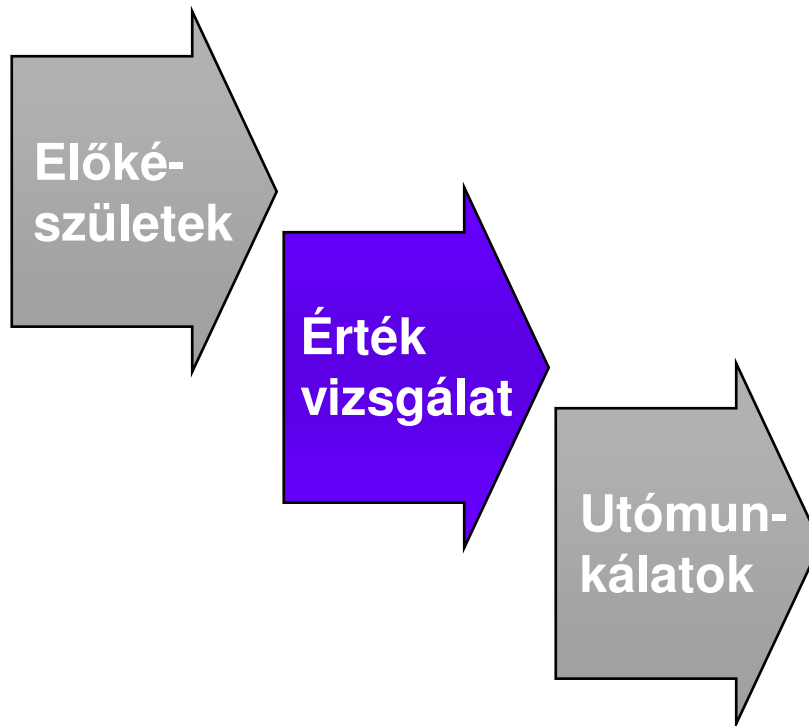 Előké-
születek
Érték
vizsgálat
Utómun-
kálatok